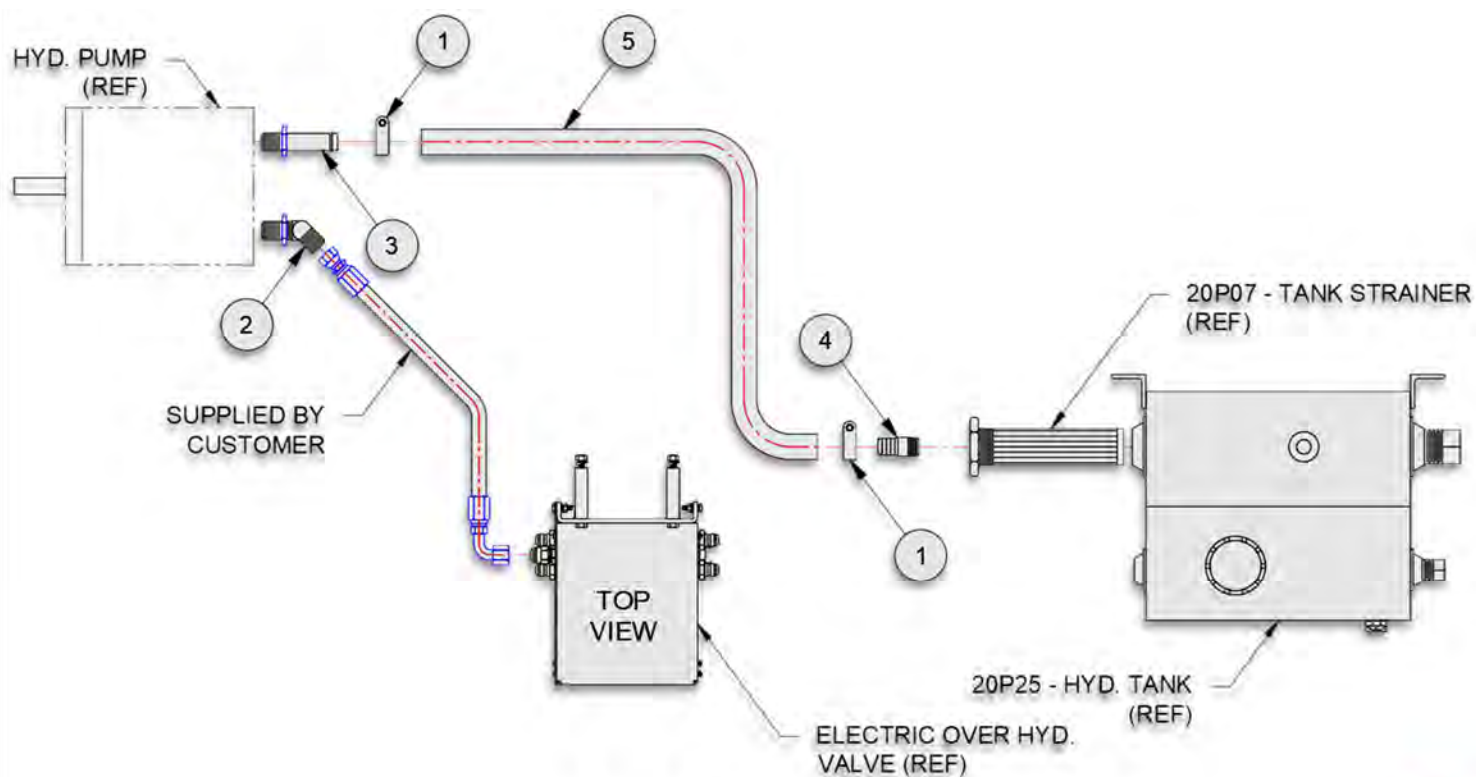 1
5
HYD. PUMP
(REF)
3
2
20P07 - TANK STRAINER
(REF)
4
SUPPLIED BY
CUSTOMER
1
TOP
VIEW
20P25 - HYD. TANK
(REF)
ELECTRIC OVER HYD.
VALVE (REF)